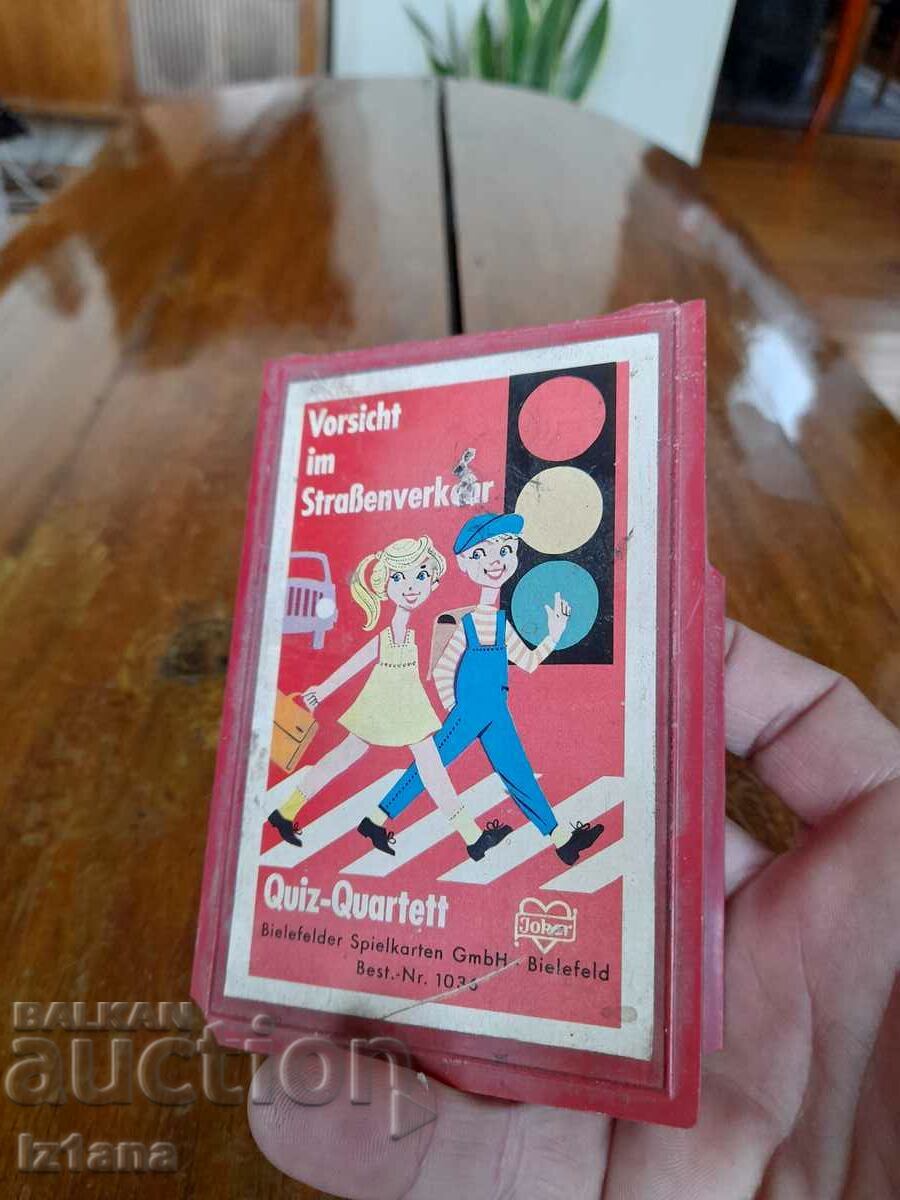 Vorsicht
im
Straßenverkehr
Quiz-Quartett
Joker
Bielefelder Spielkarten GmbH · Bielefeld
Best.-Nr. 1036
BALKAN
auction
Iz1ana